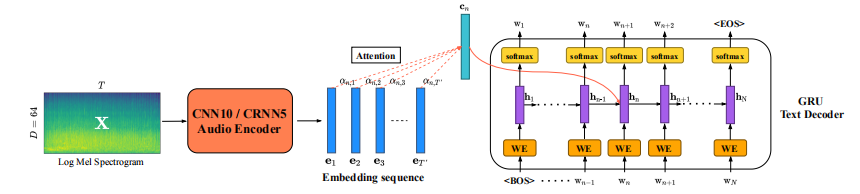 c_n
w_1 w_n w_{n+1} w_{n+2} <EOS>
Attention
softmax softmax softmax softmax softmax
T
α_{n,1} α_{n,2} α_{n,3} α_{n,T'}
D = 64
X
CNN10 / CRNN5
Audio Encoder
h_1 h_{n-1} h_n h_{n+1} h_N
GRU
Text Decoder
WE WE WE WE WE
Log Mel Spectrogram
e_1 e_2 e_3 e_{T'}
Embedding sequence
<BOS> w_{n-1} w_n w_{n+1} w_N